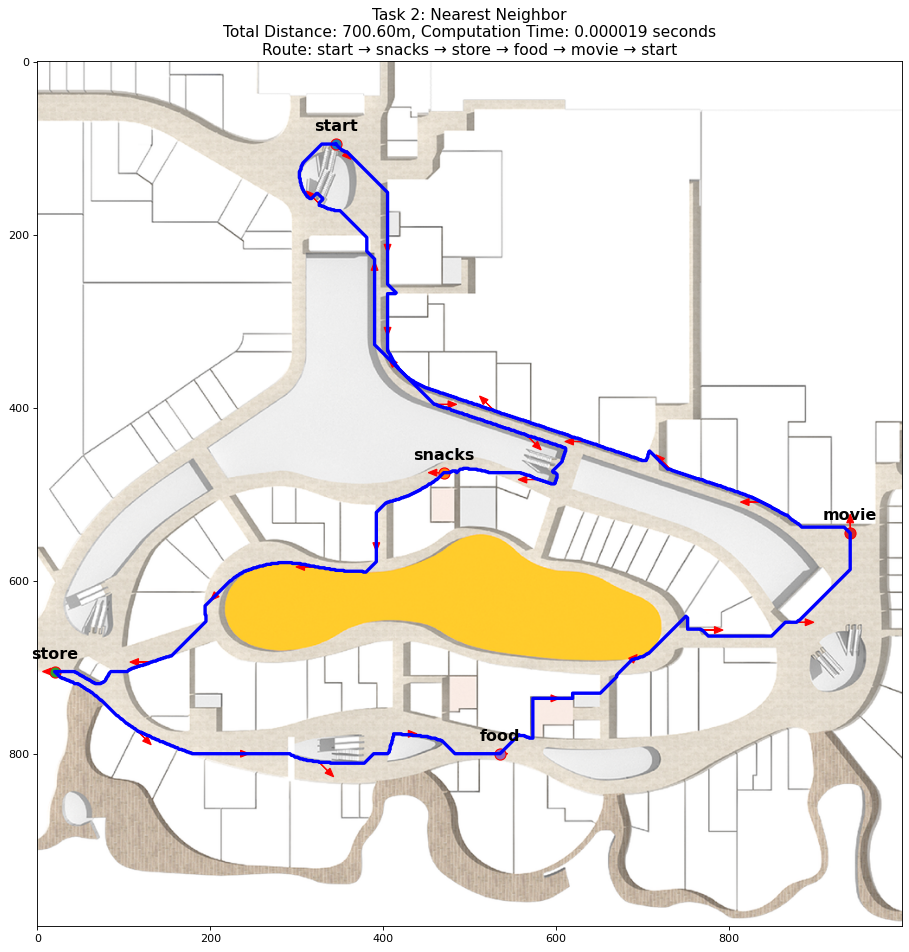 Task 2: Nearest Neighbor
Total Distance: 700.60m, Computation Time: 0.000019 seconds
Route: start → snacks → store → food → movie → start
0
start
200
400
snacks
movie
600
store
food
800
0 200 400 600 800